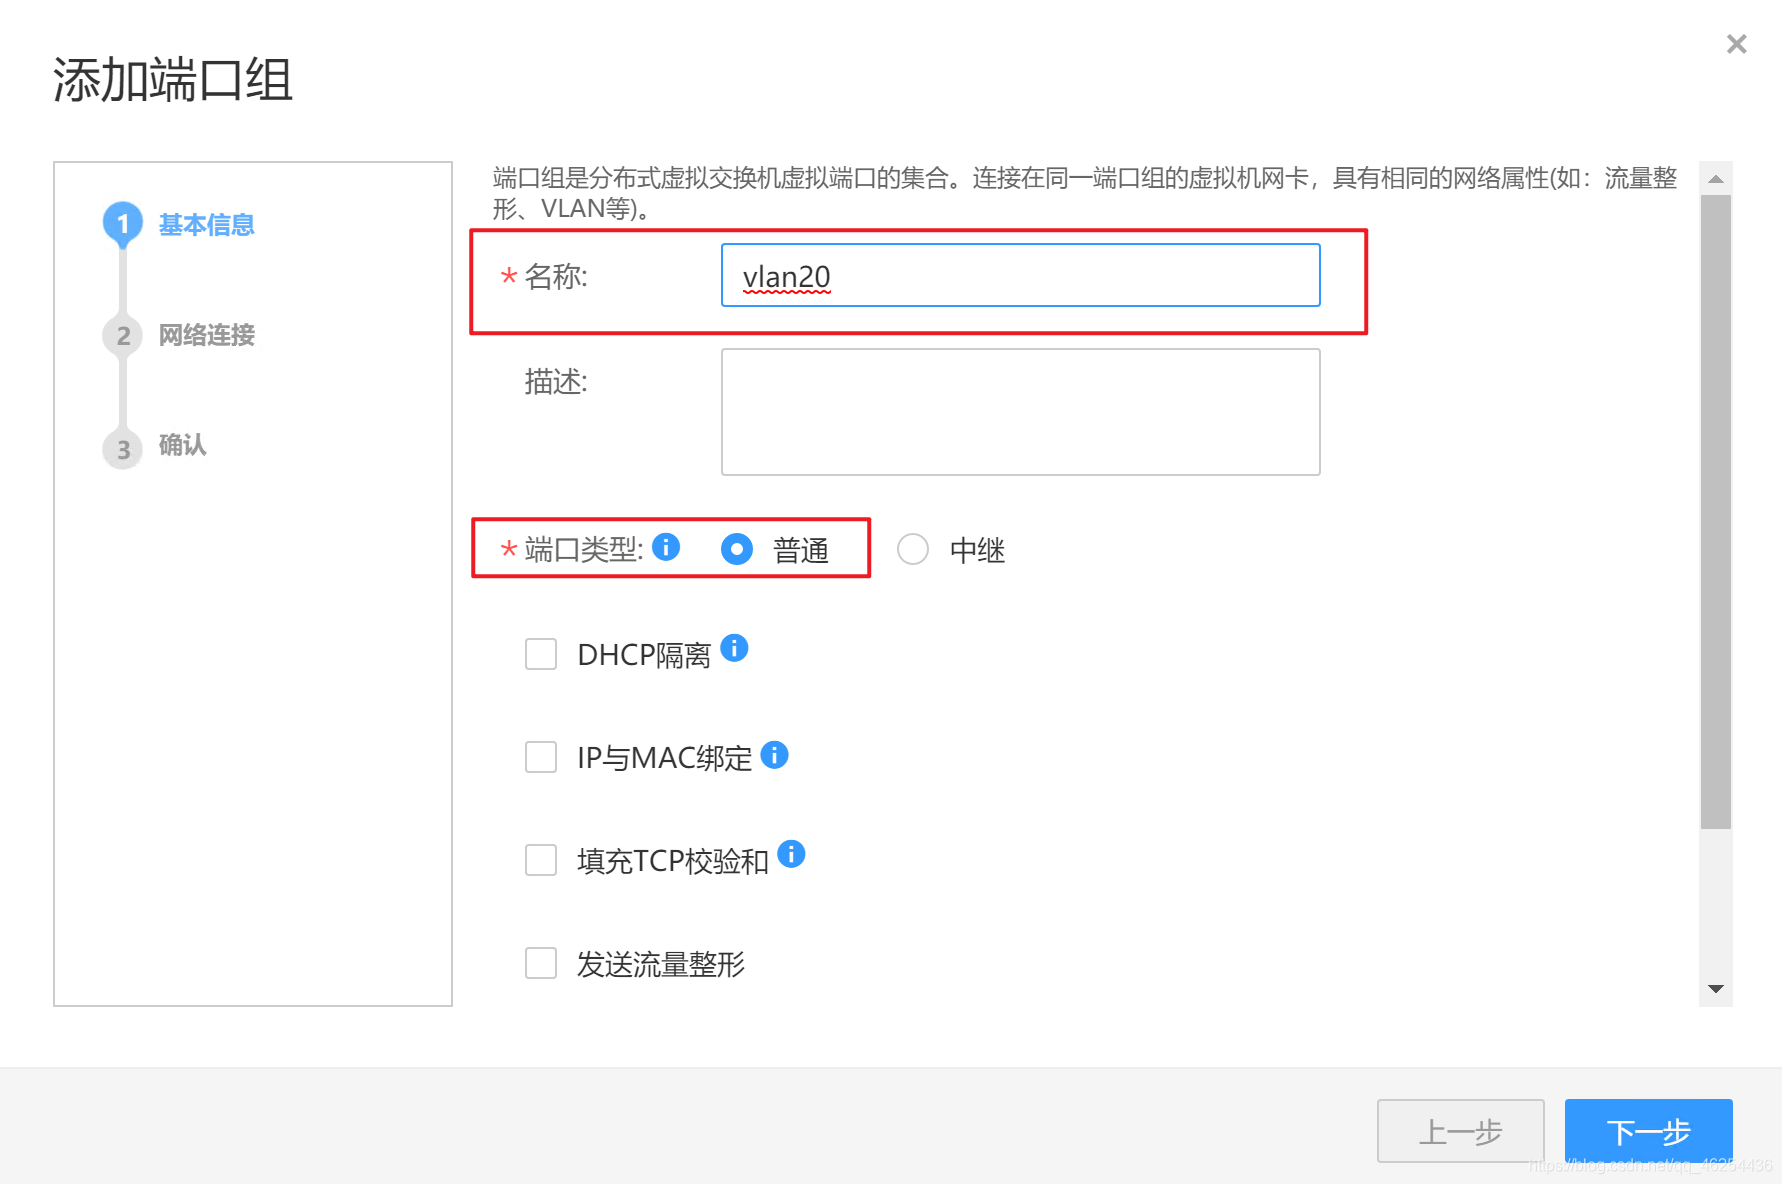 添加端口组
×
1 基本信息
2 网络连接
3 确认
端口组是分布式虚拟交换机虚拟端口的集合。连接在同一端口组的虚拟机网卡，具有相同的网络属性(如：流量整
形、VLAN等)。
* 名称: vlan20
描述:
* 端口类型: i 普通 中继
DHCP隔离 i
IP与MAC绑定 i
填充TCP校验和 i
发送流量整形
上一步 下一步
https://blog.csdn.net/qq_46254436